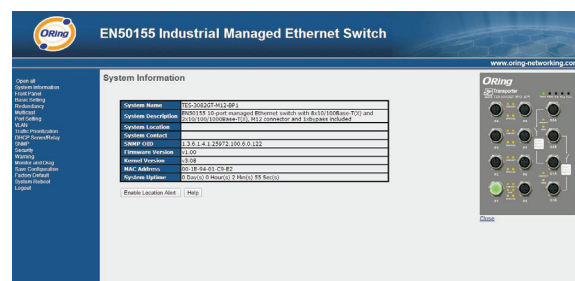 ORing
EN50155 Industrial Managed Ethernet Switch
www.oring-networking.com
Open all
System Information
Front Panel
Basic Setting
Redundancy
Multicast
Port Setting
VLAN
Traffic Prioritization
DHCP Server/Relay
SNMP
Security
Warning
Monitor and Diag
Save Configuration
Factory Default
System Reboot
Logout
System Information
System Name TES-3082GT-M12-BP1
System Description EN50155 10-port managed Ethernet switch with 8x10/100Base-T(X) and 2x10/100/1000Base-T(X), M12 connector and 1xbypass included
System Location
System Contact
SNMP OID 1.3.6.1.4.1.25972.100.6.0.122
Firmware Version v1.00
Kernel Version v3.08
MAC Address 00-1E-94-01-C9-E2
System Uptime 0 Day(s) 0 Hour(s) 2 Min(s) 55 Sec(s)
Enable Location Alert
Help
ORing
Transporter
Close